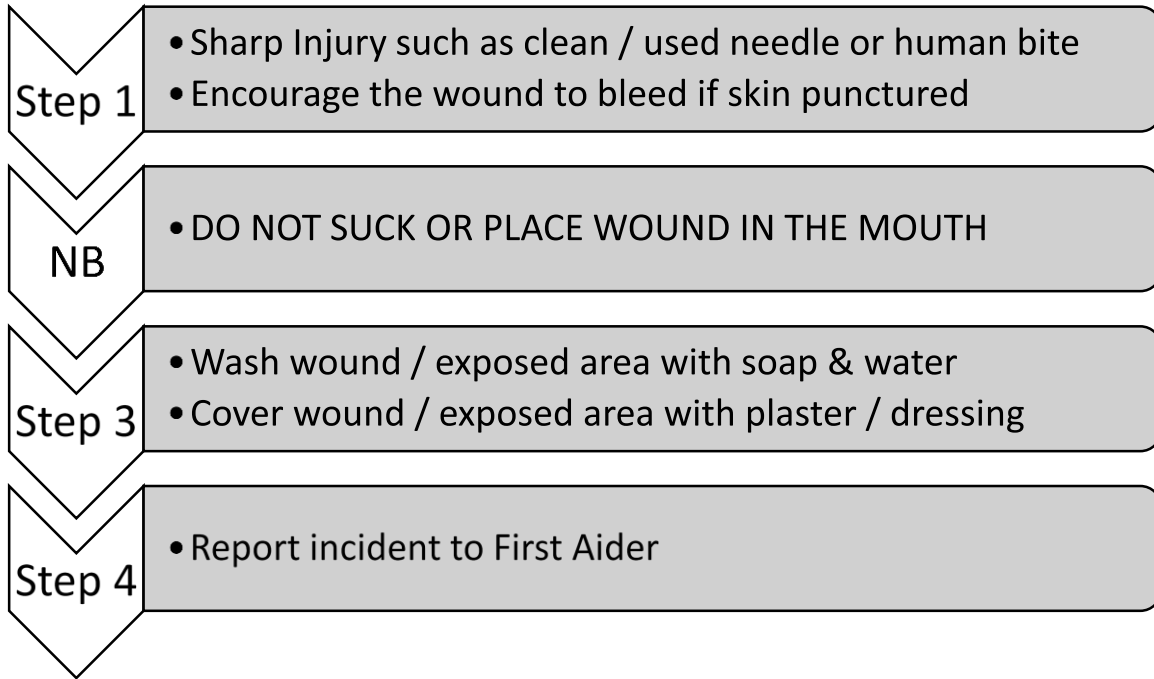 Step 1
• Sharp Injury such as clean / used needle or human bite
• Encourage the wound to bleed if skin punctured
NB
• DO NOT SUCK OR PLACE WOUND IN THE MOUTH
Step 3
• Wash wound / exposed area with soap & water
• Cover wound / exposed area with plaster / dressing
Step 4
• Report incident to First Aider